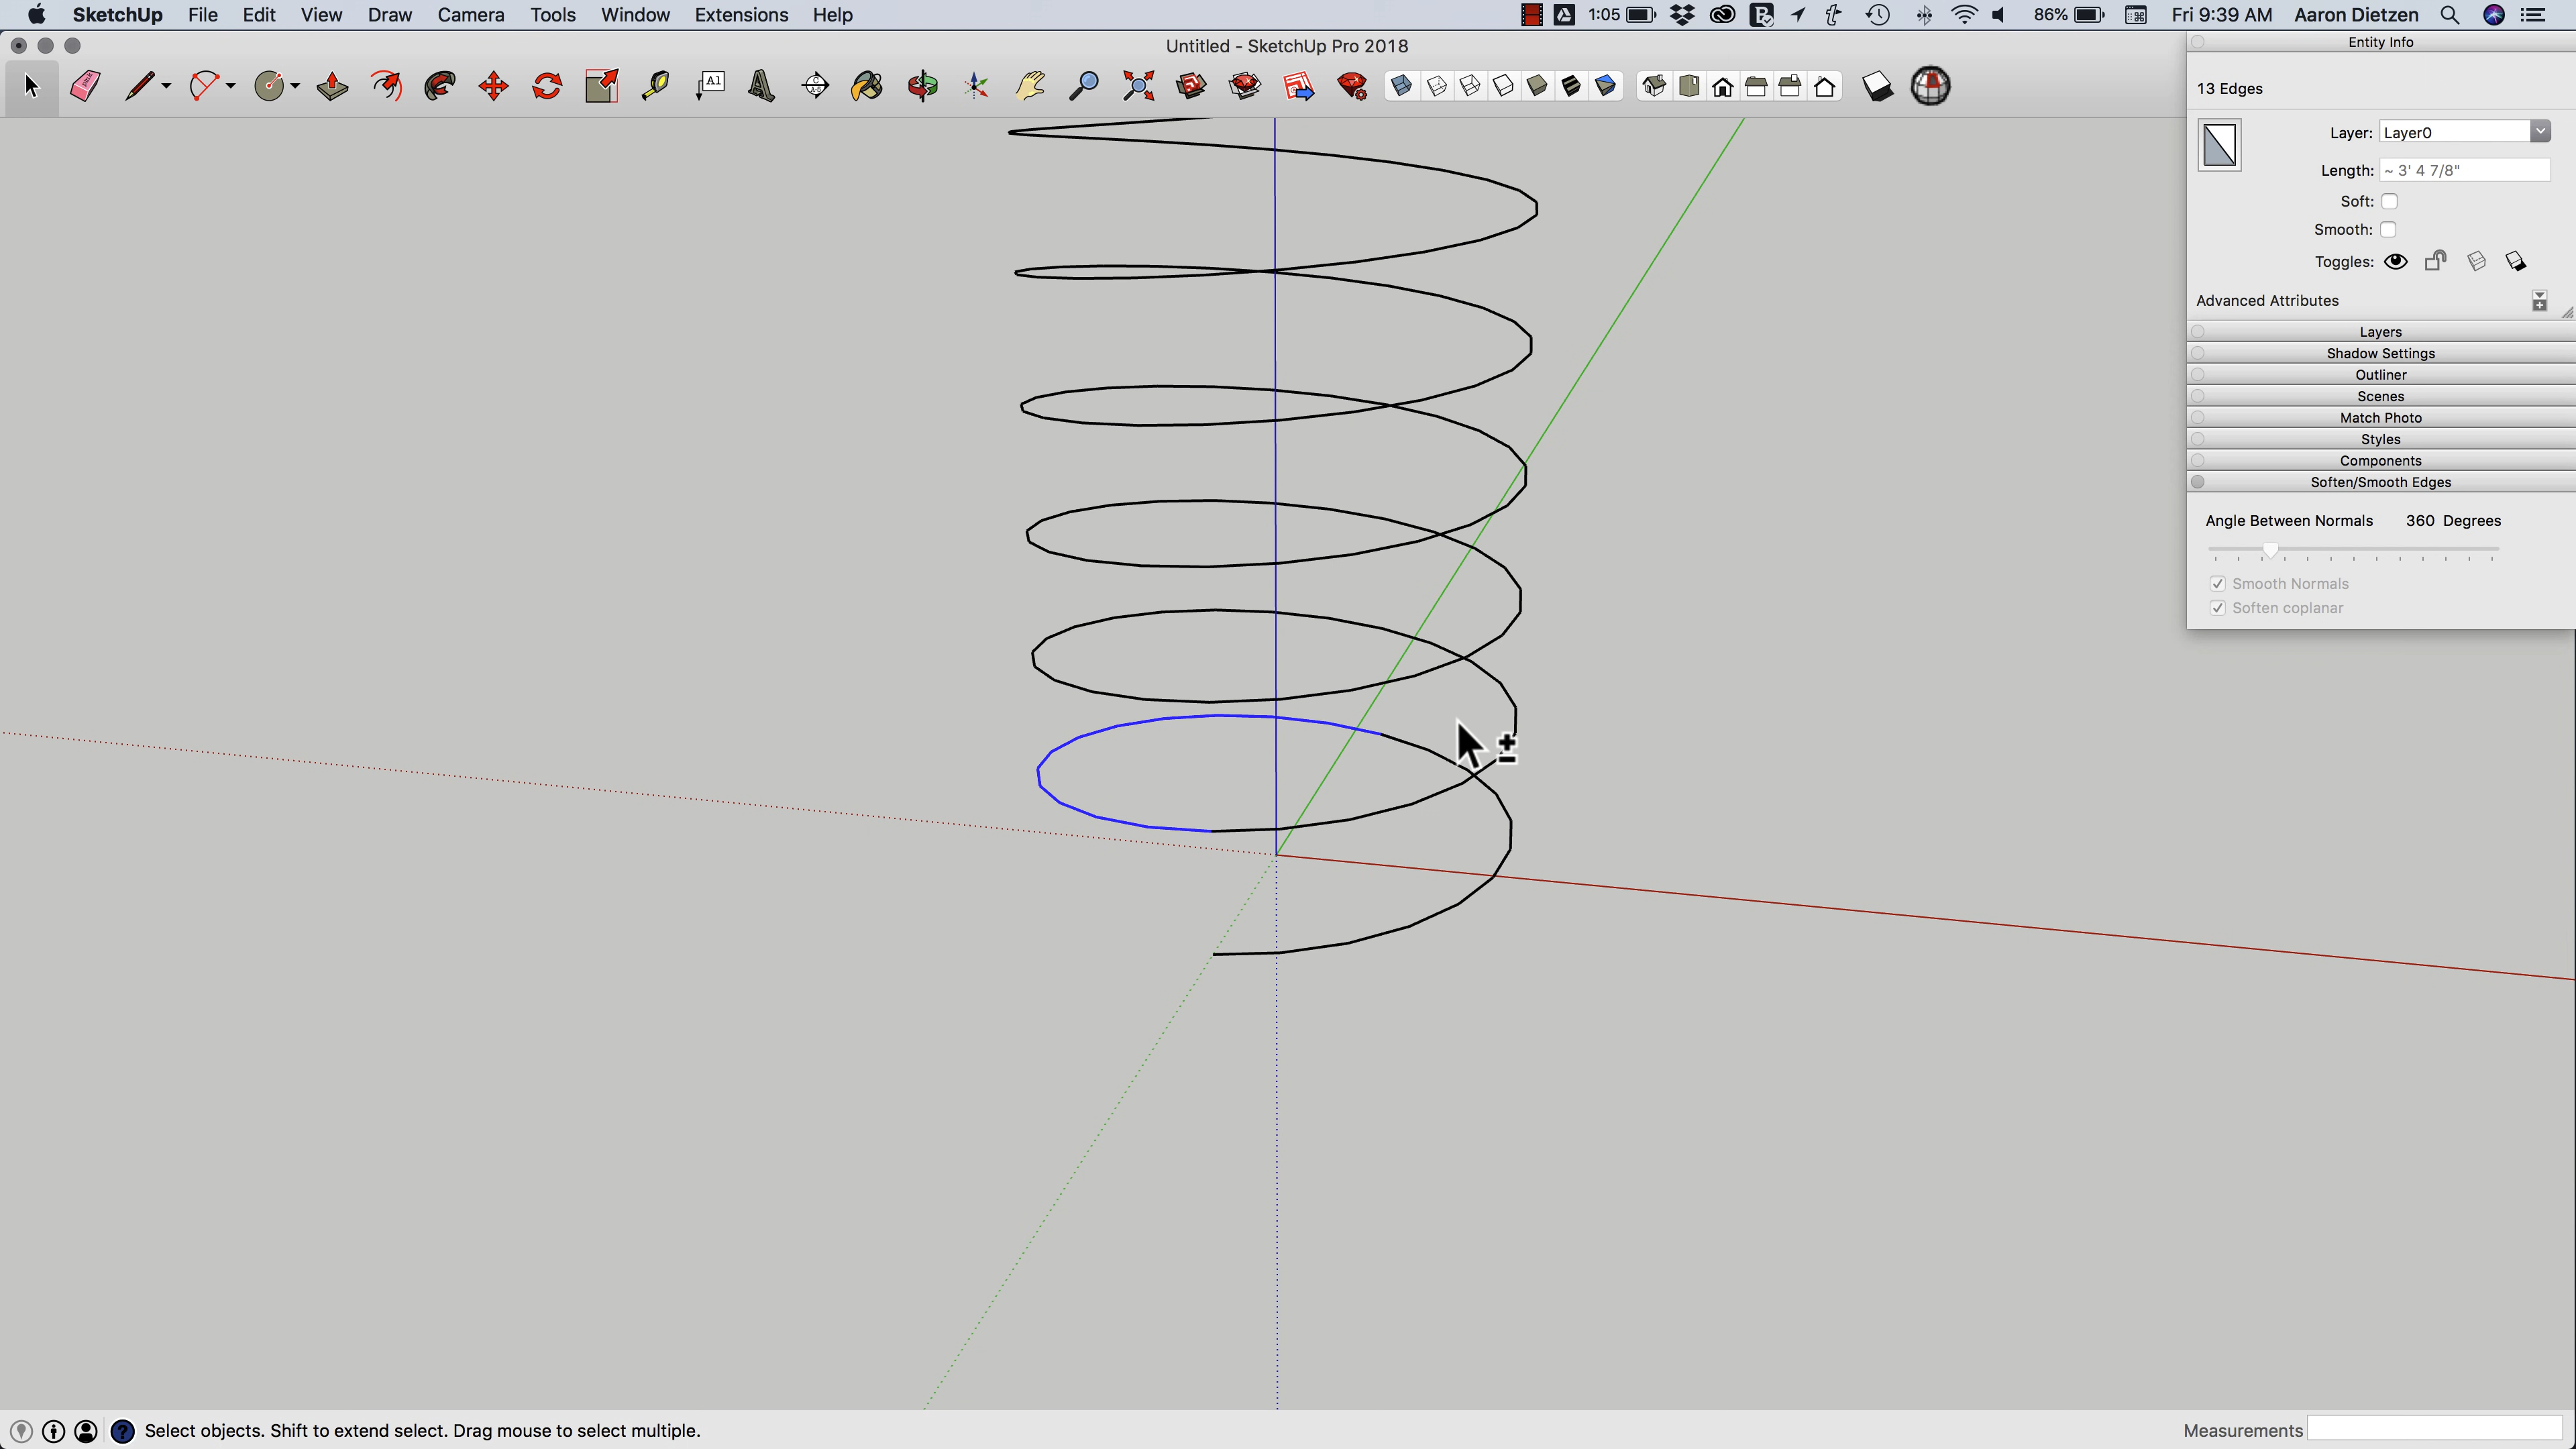 SketchUp File Edit View Draw Camera Tools Window Extensions Help 1:05 86% Fri 9:39 AM Aaron Dietzen
Untitled - SketchUp Pro 2018
A1
Entity Info
13 Edges
Layer: Layer0
Length: ~ 3' 4 7/8"
Soft:
Smooth:
Toggles:
Advanced Attributes
Layers
Shadow Settings
Outliner
Scenes
Match Photo
Styles
Components
Soften/Smooth Edges
Angle Between Normals 360 Degrees
Smooth Normals
Soften coplanar
Select objects. Shift to extend select. Drag mouse to select multiple.
Measurements